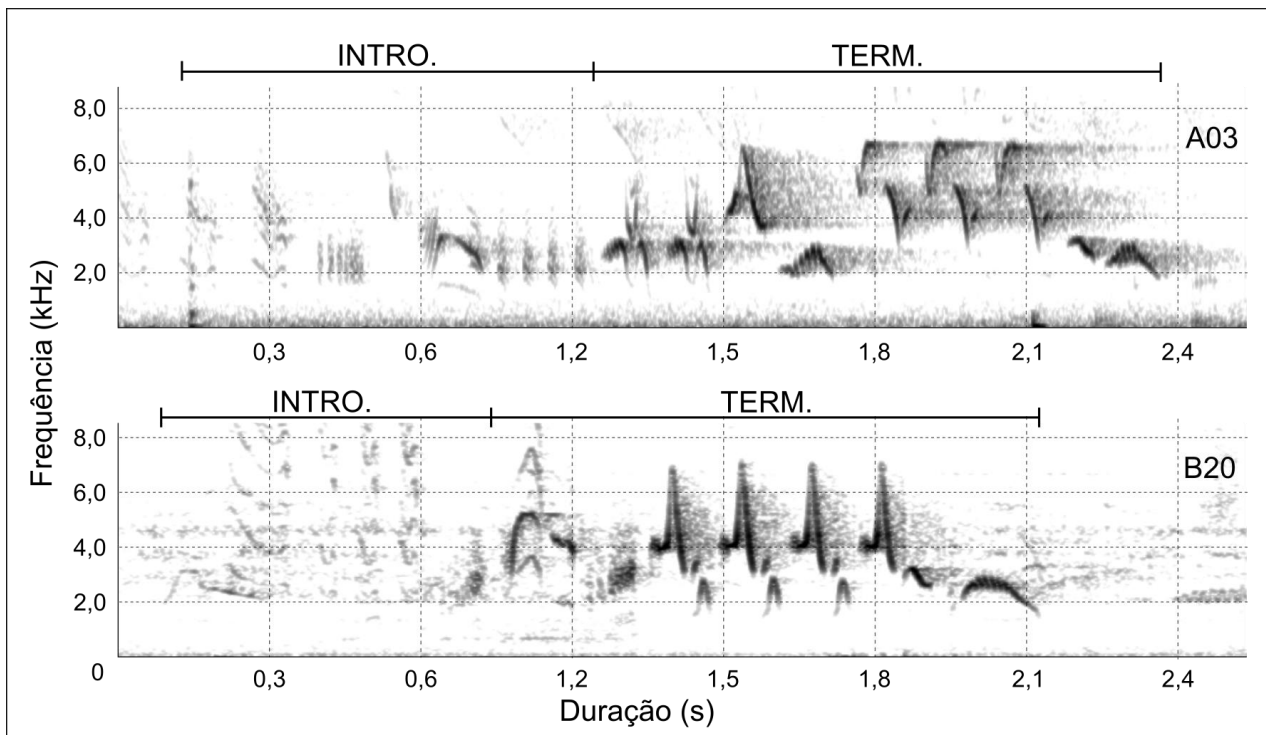 INTRO. TERM.
8,0
A03
6,0
4,0
2,0
0,3 0,6 1,2 1,5 1,8 2,1 2,4
Frequência (kHz)
INTRO. TERM.
8,0
B20
6,0
4,0
2,0
0
0,3 0,6 1,2 1,5 1,8 2,1 2,4
Duração (s)